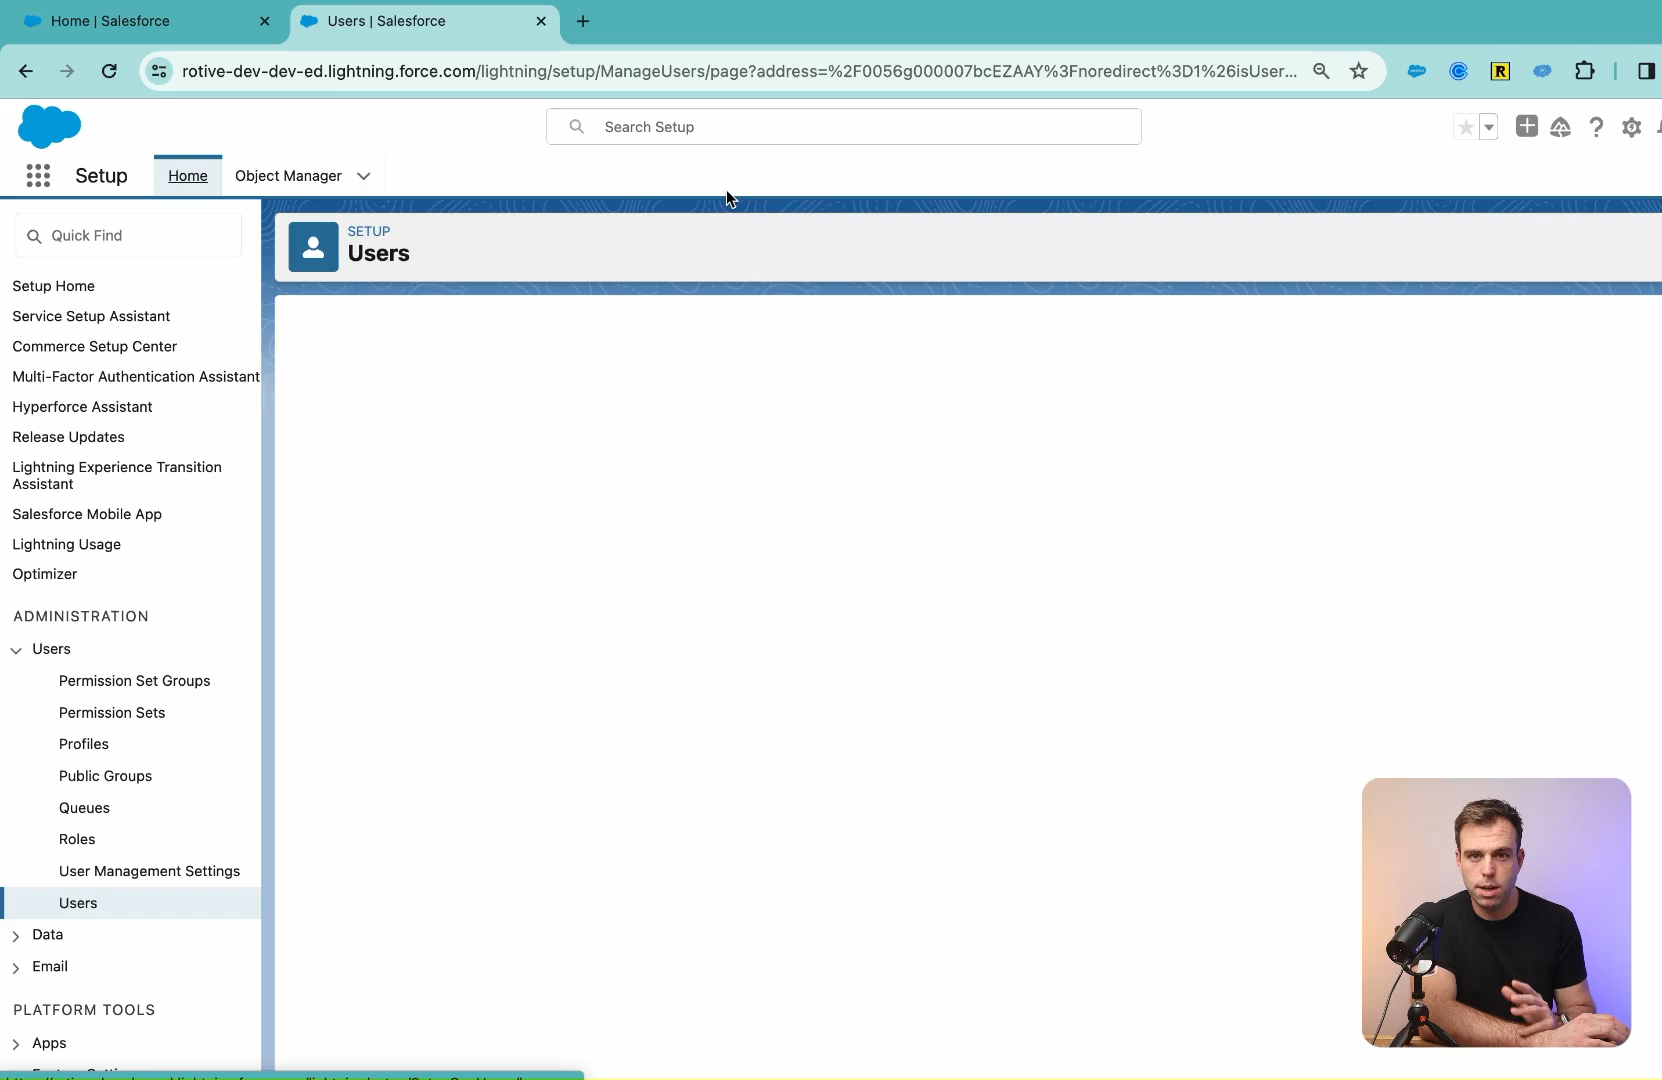 Home | Salesforce
Users | Salesforce
rotive-dev-dev-ed.lightning.force.com/lightning/setup/ManageUsers/page?address=%2F0056g000007bcEZAAY%3Fnoredirect%3D1%26isUser...
Search Setup
Setup
Home
Object Manager
Quick Find
SETUP
Users
Setup Home
Service Setup Assistant
Commerce Setup Center
Multi-Factor Authentication Assistant
Hyperforce Assistant
Release Updates
Lightning Experience Transition
Assistant
Salesforce Mobile App
Lightning Usage
Optimizer
ADMINISTRATION
Users
Permission Set Groups
Permission Sets
Profiles
Public Groups
Queues
Roles
User Management Settings
Users
Data
Email
PLATFORM TOOLS
Apps